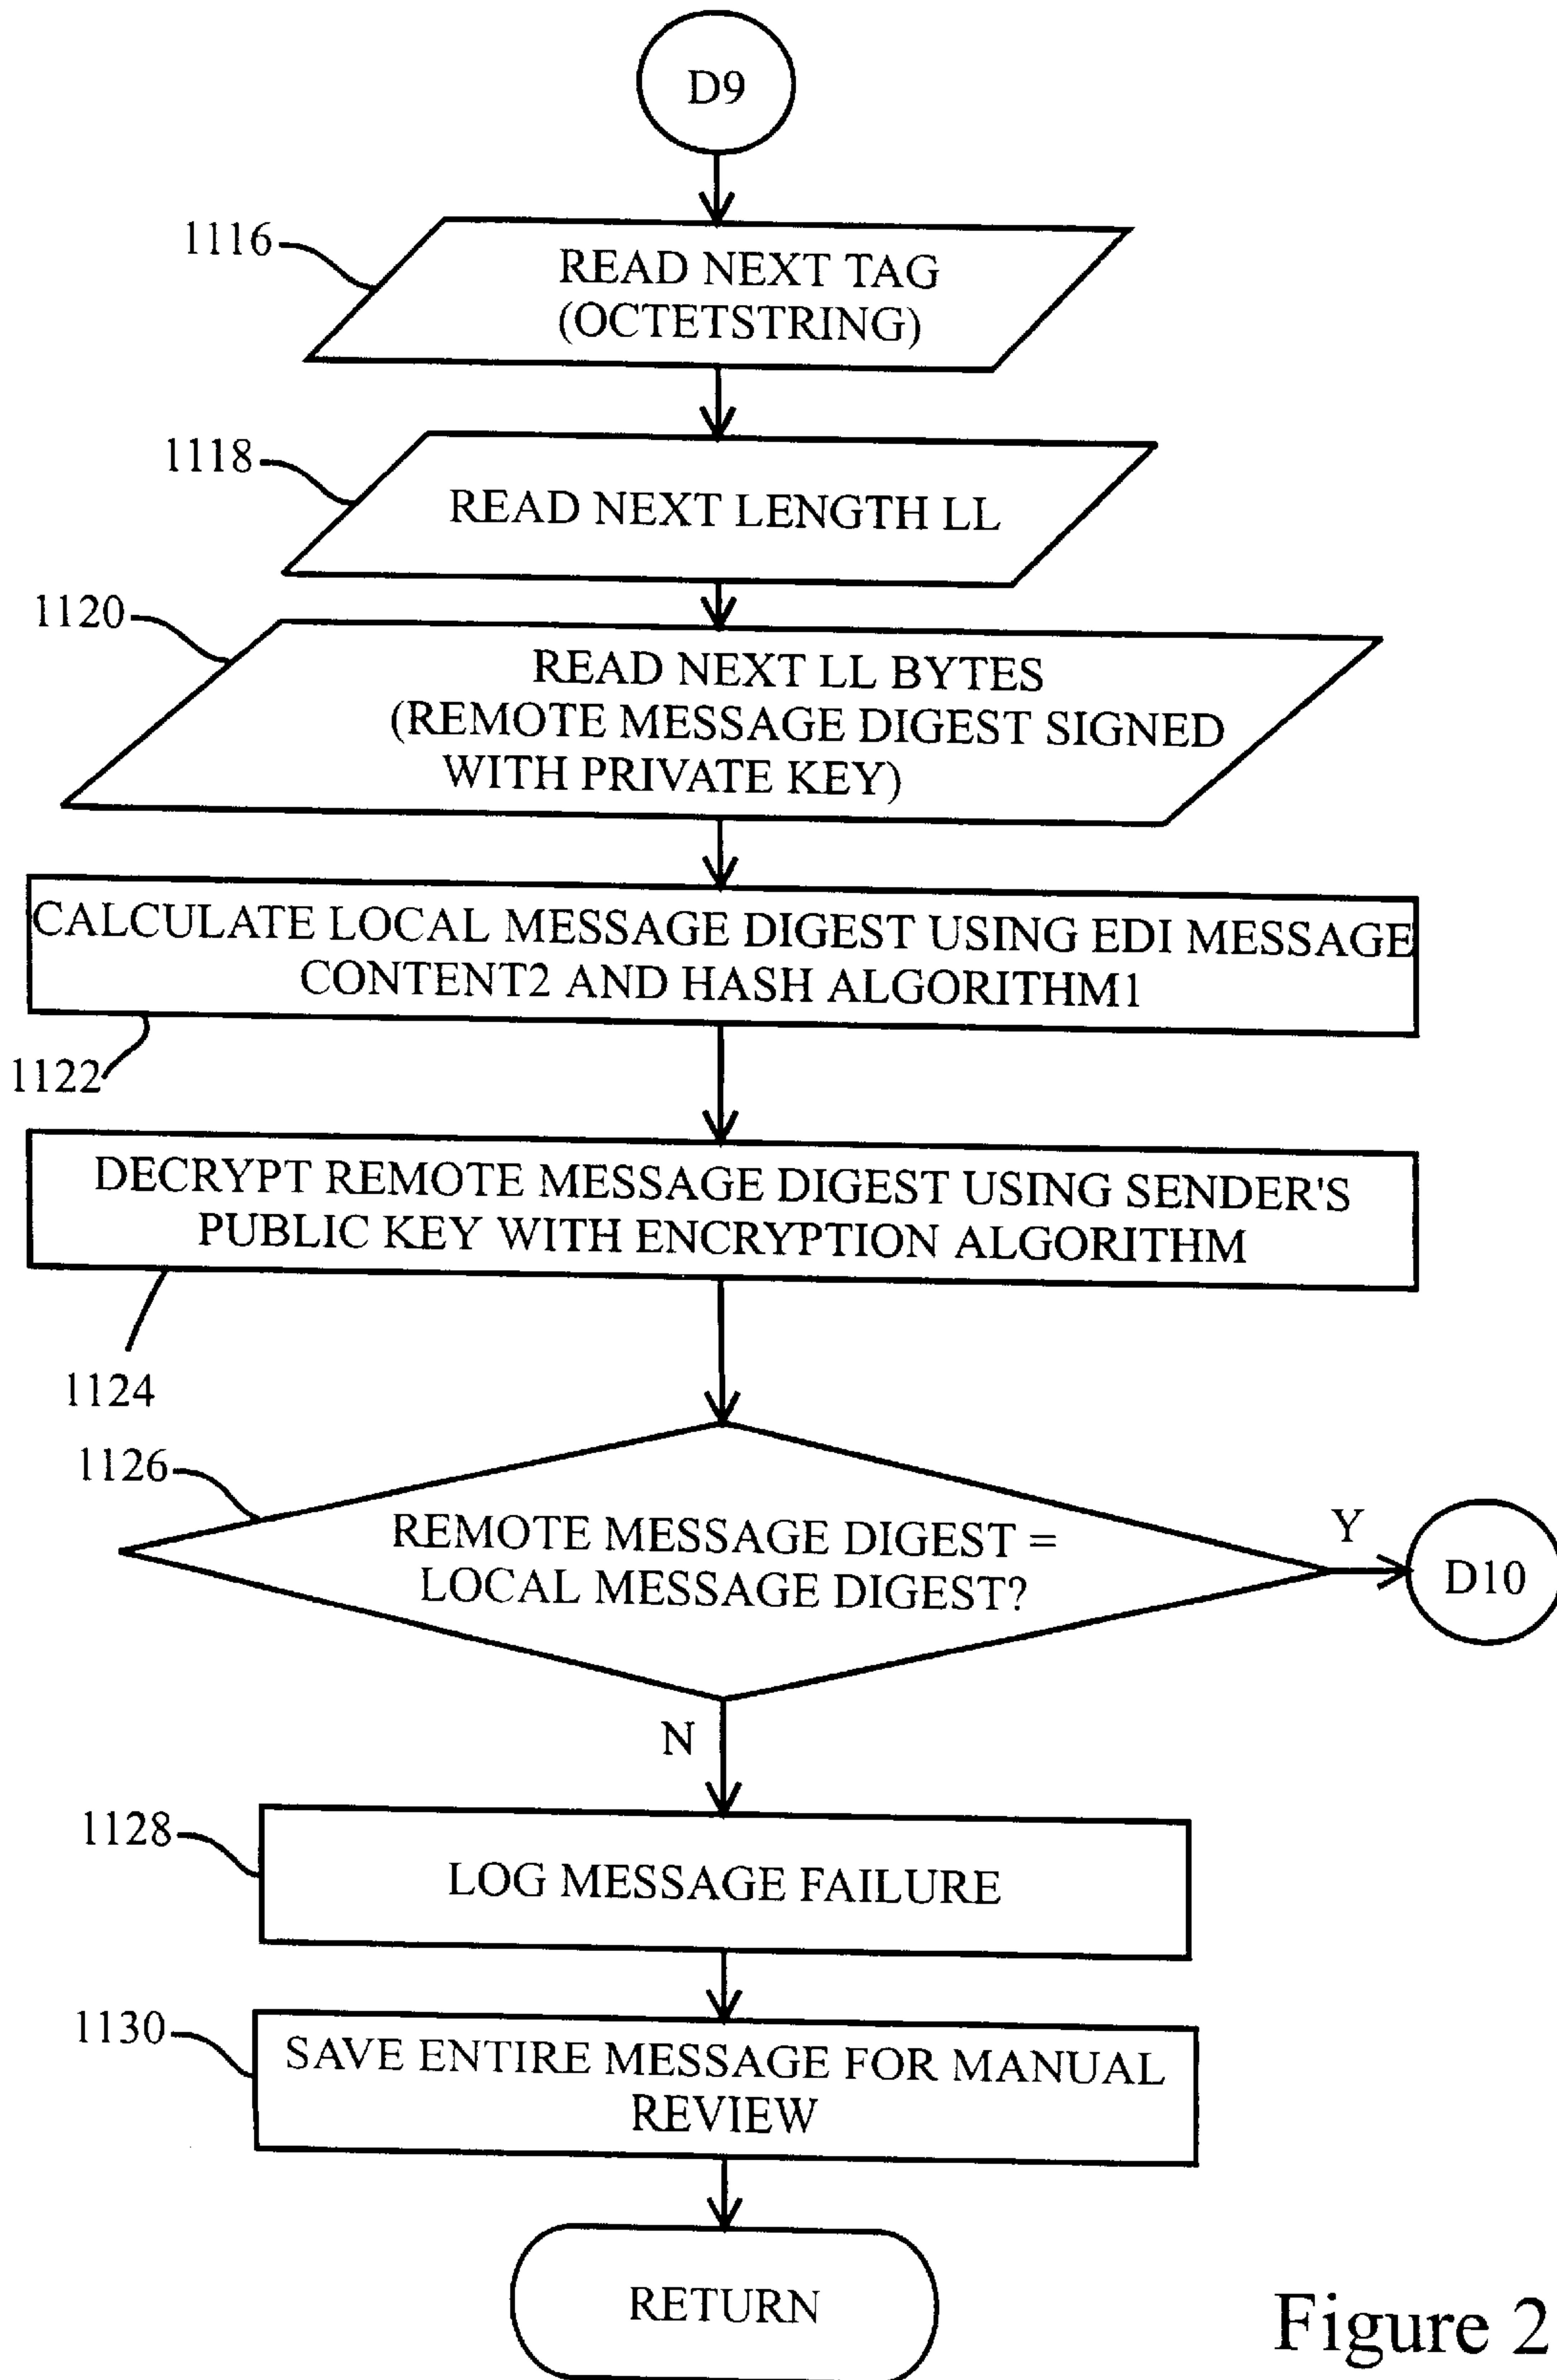 D9
1116
READ NEXT TAG
(OCTETSTRING)
1118
READ NEXT LENGTH LL
1120
READ NEXT LL BYTES
(REMOTE MESSAGE DIGEST SIGNED
WITH PRIVATE KEY)
CALCULATE LOCAL MESSAGE DIGEST USING EDI MESSAGE
CONTENT2 AND HASH ALGORITHM1
1122
DECRYPT REMOTE MESSAGE DIGEST USING SENDER'S
PUBLIC KEY WITH ENCRYPTION ALGORITHM
1124
1126
REMOTE MESSAGE DIGEST =
LOCAL MESSAGE DIGEST?
Y
D10
N
1128
LOG MESSAGE FAILURE
1130
SAVE ENTIRE MESSAGE FOR MANUAL
REVIEW
RETURN
Figure 2